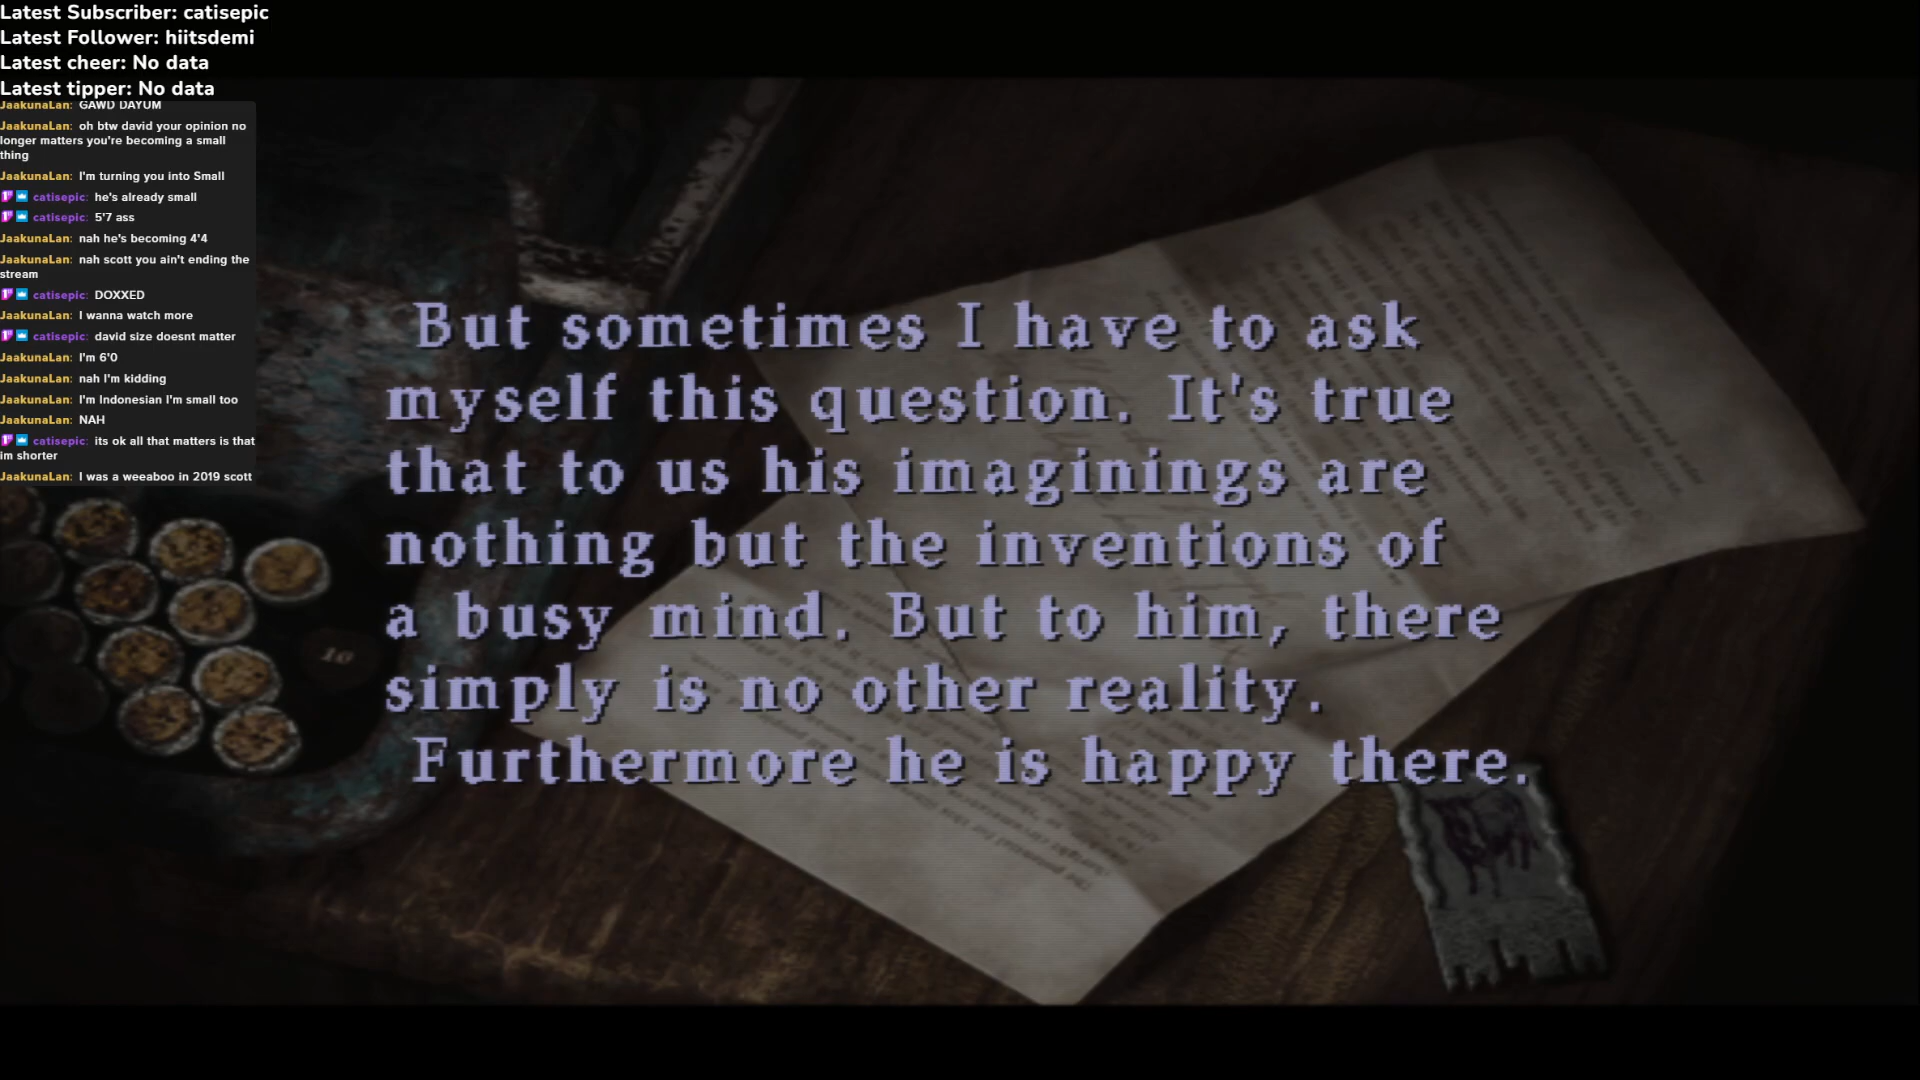 Latest Subscriber: catisepic
Latest Follower: hiitsdemi
Latest cheer: No data
Latest tipper: No data
JaakunaLan: GAWD DAYUM
JaakunaLan: oh btw david your opinion no
longer matters you're becoming a small
thing
JaakunaLan: I'm turning you into Small
catisepic: he's already small
catisepic: 5'7 ass
JaakunaLan: nah he's becoming 4'4
JaakunaLan: nah scott you ain't ending the
stream
catisepic: DOXXED
JaakunaLan: I wanna watch more
catisepic: david size doesnt matter
JaakunaLan: I'm 6'0
JaakunaLan: nah I'm kidding
JaakunaLan: I'm Indonesian I'm small too
JaakunaLan: NAH
catisepic: its ok all that matters is that
im shorter
JaakunaLan: I was a weeaboo in 2019 scott
But sometimes I have to ask
myself this question. It's true
that to us his imaginings are
nothing but the inventions of
a busy mind. But to him, there
simply is no other reality.
Furthermore he is happy there.
10